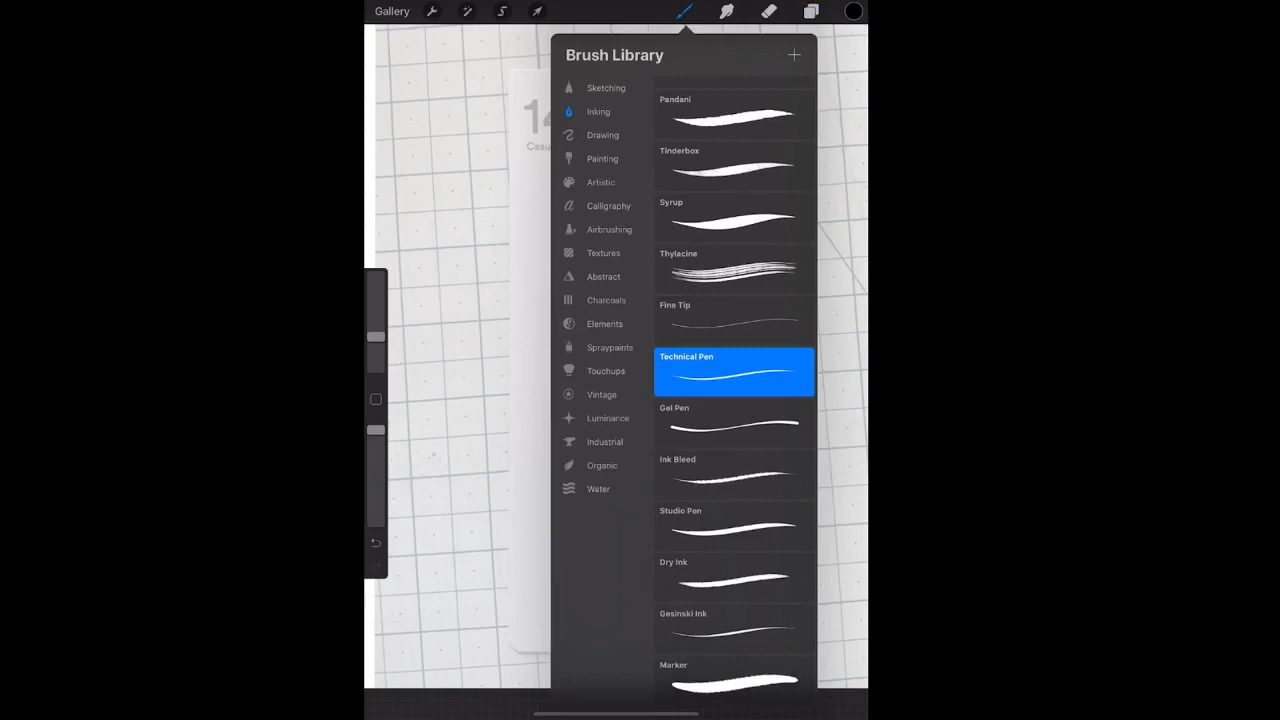 Gallery
Brush Library
Sketching
Inking
Drawing
Painting
Artistic
Calligraphy
Airbrushing
Textures
Abstract
Charcoals
Elements
Spraypaints
Touchups
Vintage
Luminance
Industrial
Organic
Water
Pandani
Tinderbox
Syrup
Thylacine
Fine Tip
Technical Pen
Gel Pen
Ink Bleed
Studio Pen
Dry Ink
Gesinski Ink
Marker